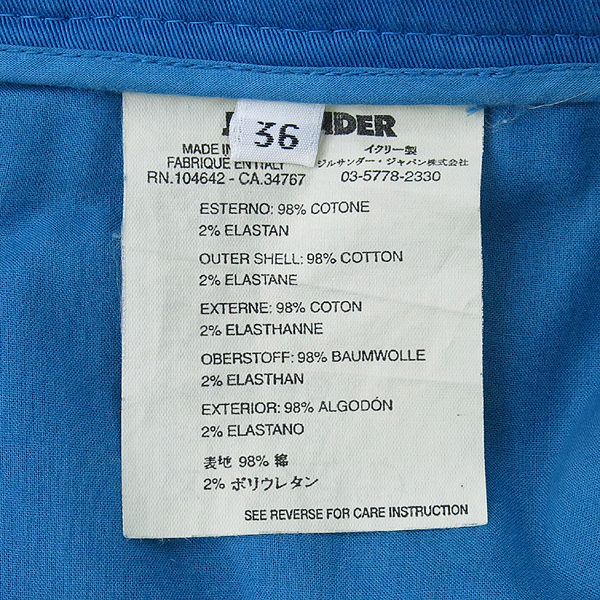 36
MADE IN
FABRIQUE EN ITALY
RN.104642 - CA.34767
イタリー製
ジルサンダー・ジャパン株式会社
03-5778-2330
ESTERNO: 98% COTONE
2% ELASTAN
OUTER SHELL: 98% COTTON
2% ELASTANE
EXTERNE: 98% COTON
2% ELASTHANNE
OBERSTOFF: 98% BAUMWOLLE
2% ELASTHAN
EXTERIOR: 98% ALGODÓN
2% ELASTANO
表地 98% 綿
2% ポリウレタン
SEE REVERSE FOR CARE INSTRUCTION